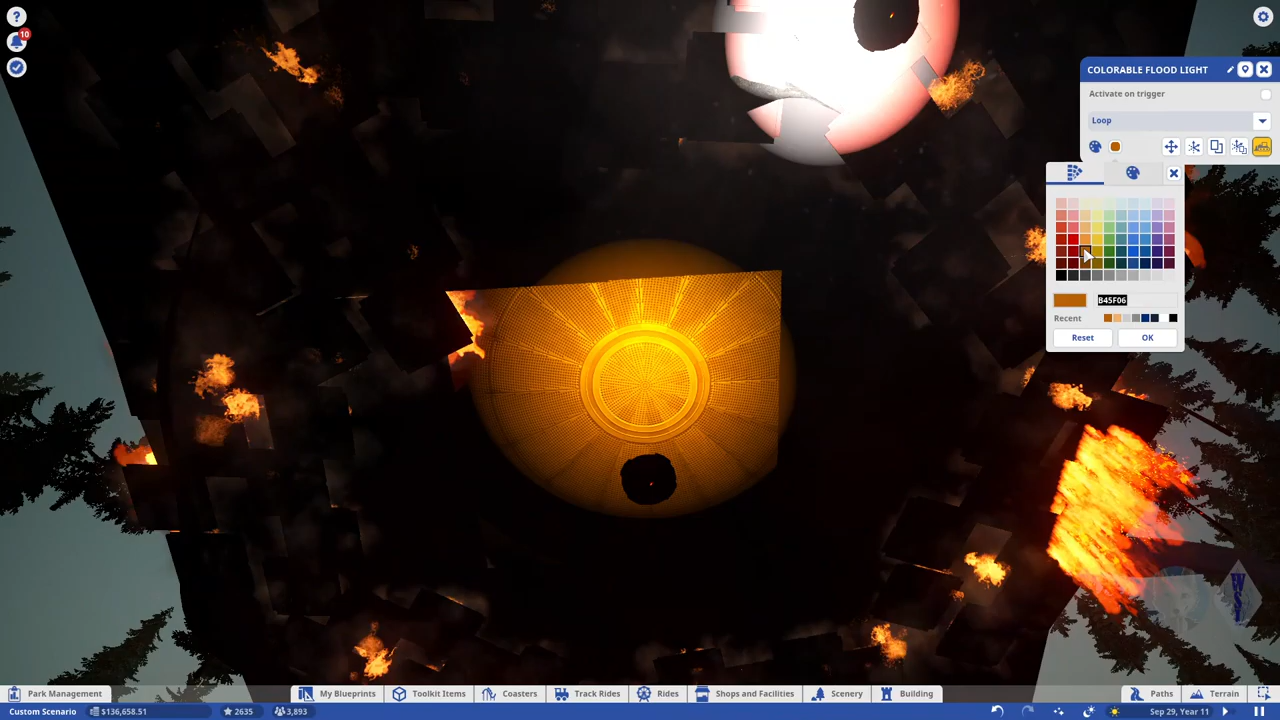 ?
10
COLORABLE FLOOD LIGHT
Activate on trigger
Loop
B45F06
Recent
Reset
OK
Park Management
My Blueprints
Toolkit Items
Coasters
Track Rides
Rides
Shops and Facilities
Scenery
Building
Paths
Terrain
Custom Scenario
$136,658.51
2635
3,893
Sep 29, Year 11